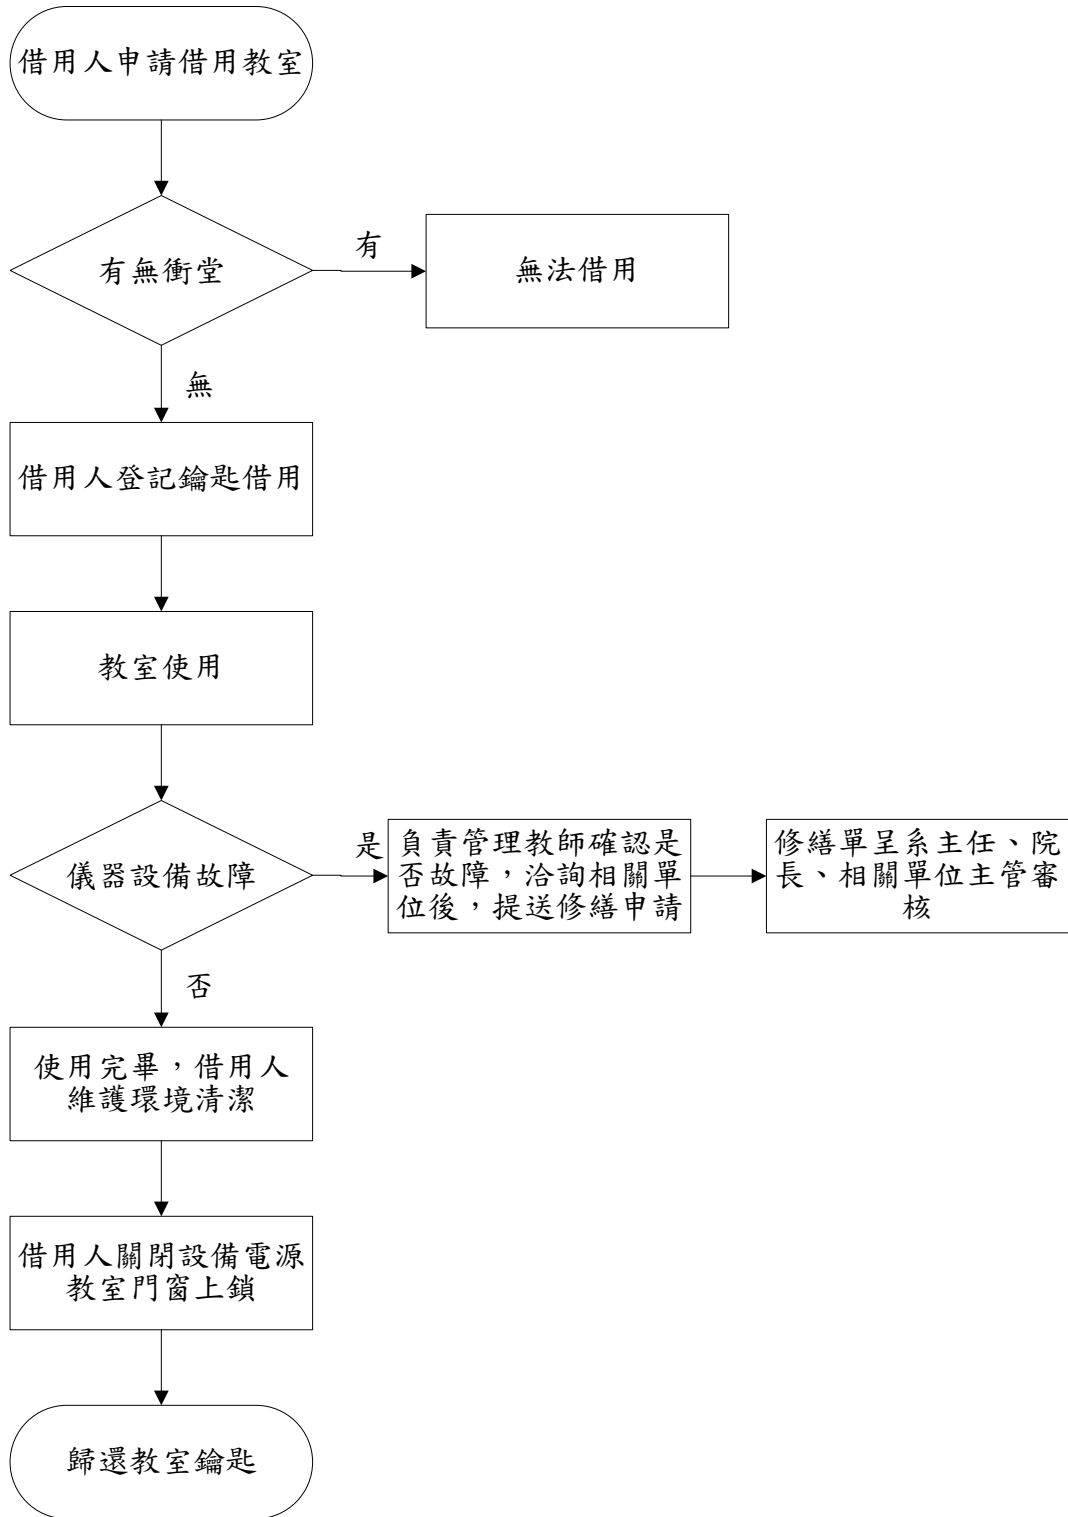 借用人申請借用教室
有無衝堂
有
無法借用
無
借用人登記鑰匙借用
教室使用
儀器設備故障
是
負責管理教師確認是
否故障，洽詢相關單
位後，提送修繕申請
修繕單呈系主任、院
長、相關單位主管審
核
否
使用完畢，借用人
維護環境清潔
借用人關閉設備電源
教室門窗上鎖
歸還教室鑰匙